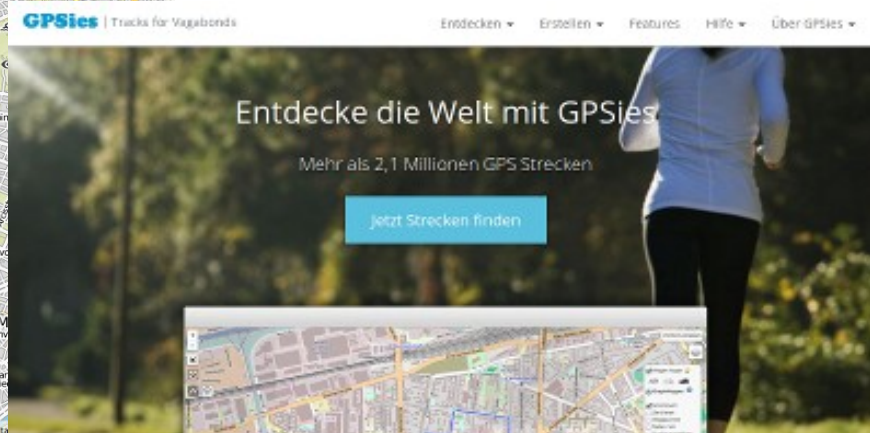 GPSies | Tracks for Vagabonds
Entdecken Erstellen Features Hilfe Über GPSies
Entdecke die Welt mit GPSies
Mehr als 2,1 Millionen GPS Strecken
Jetzt Strecken finden